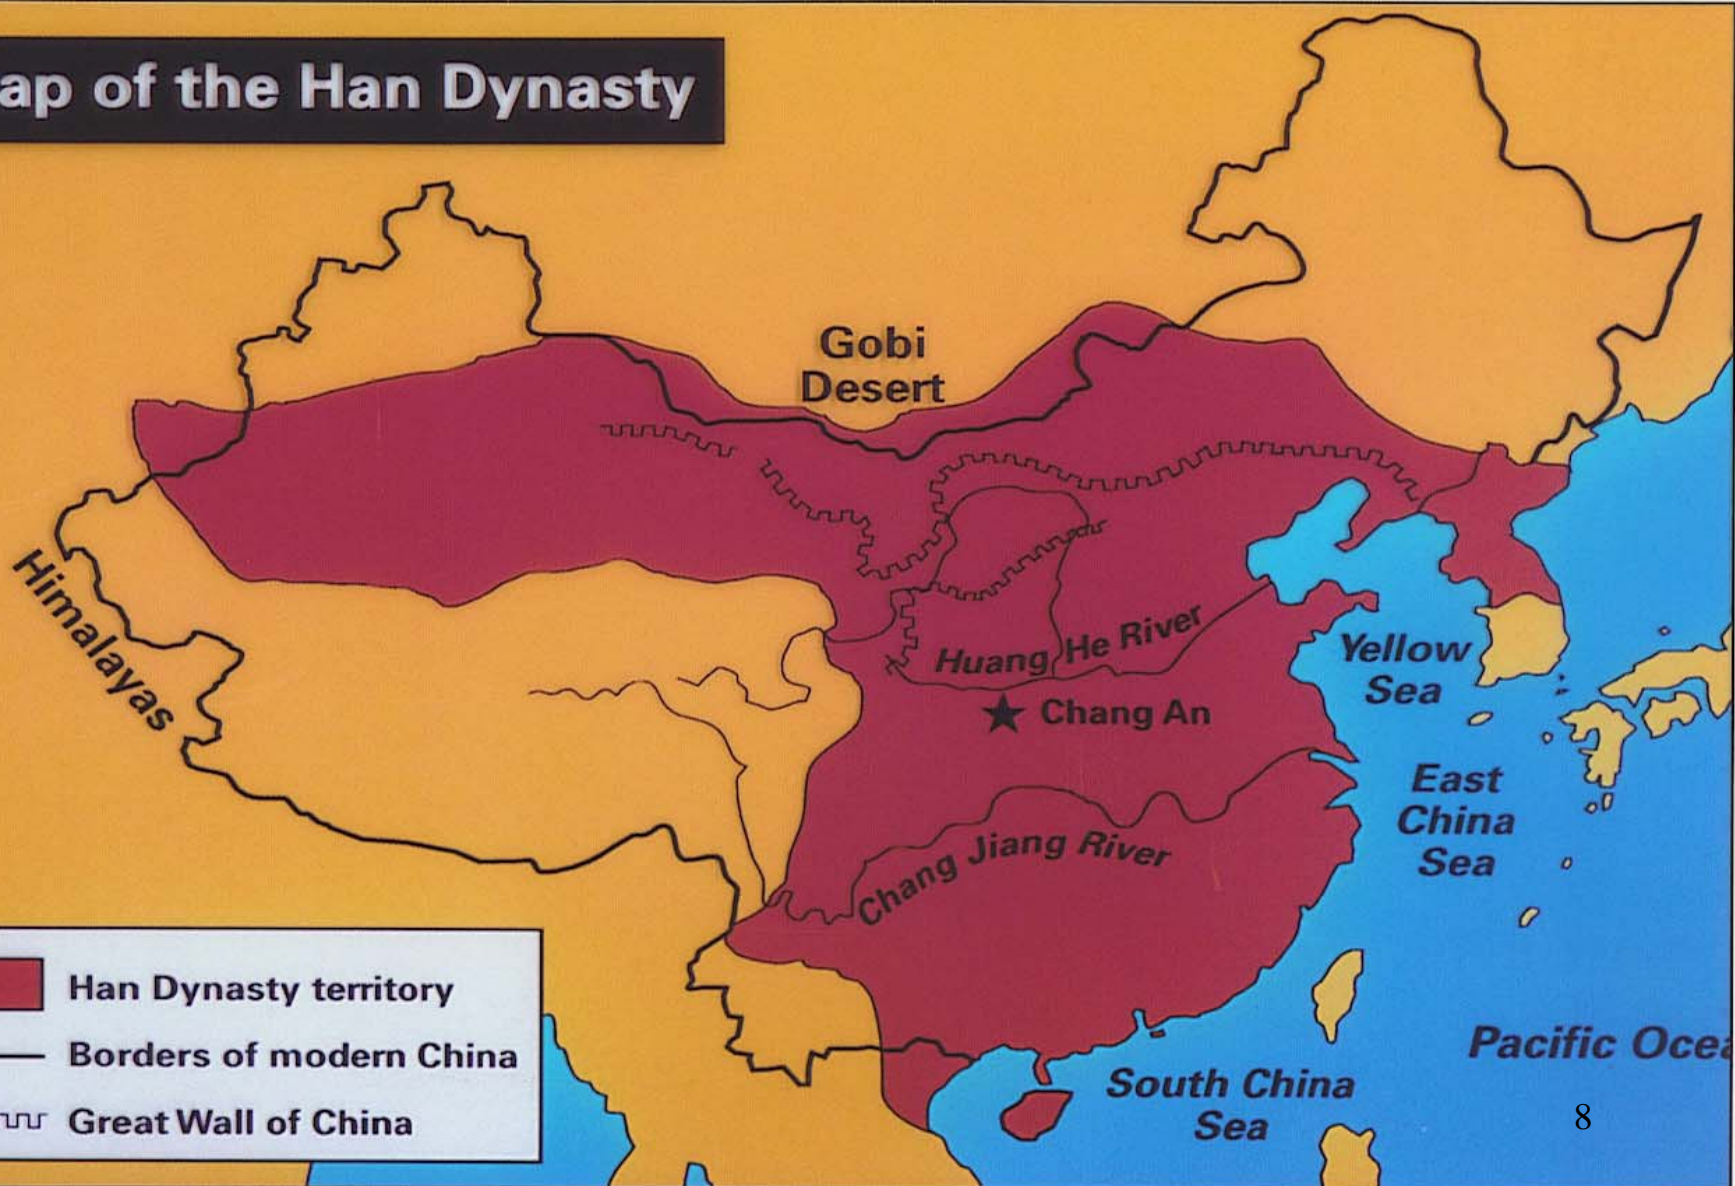 ap of the Han Dynasty
Gobi
Desert
Himalayas
Huang He River
Yellow
Sea
Chang An
East
China
Sea
Chang Jiang River
Han Dynasty territory
Borders of modern China
Great Wall of China
Pacific Ocea
South China
Sea
8